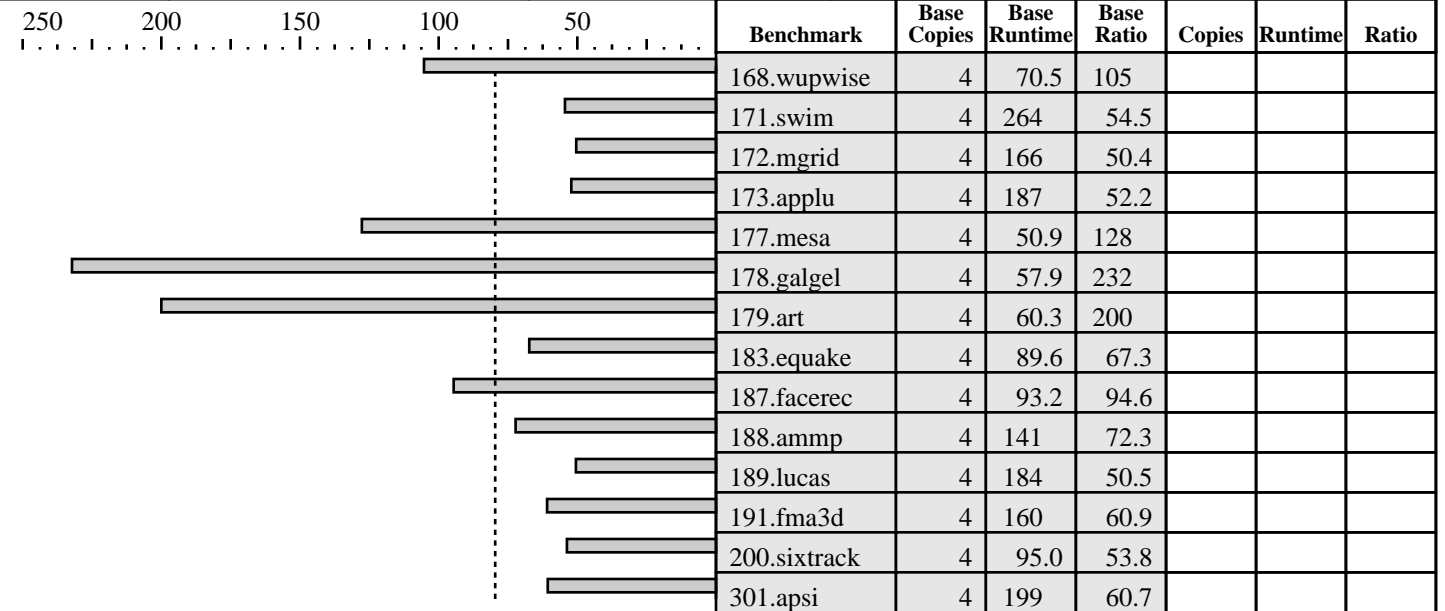 250 200 150 100 50
Benchmark Base Copies Base Runtime Base Ratio Copies Runtime Ratio
168.wupwise 4 70.5 105
171.swim 4 264 54.5
172.mgrid 4 166 50.4
173.applu 4 187 52.2
177.mesa 4 50.9 128
178.galgel 4 57.9 232
179.art 4 60.3 200
183.equake 4 89.6 67.3
187.facerec 4 93.2 94.6
188.ammp 4 141 72.3
189.lucas 4 184 50.5
191.fma3d 4 160 60.9
200.sixtrack 4 95.0 53.8
301.apsi 4 199 60.7